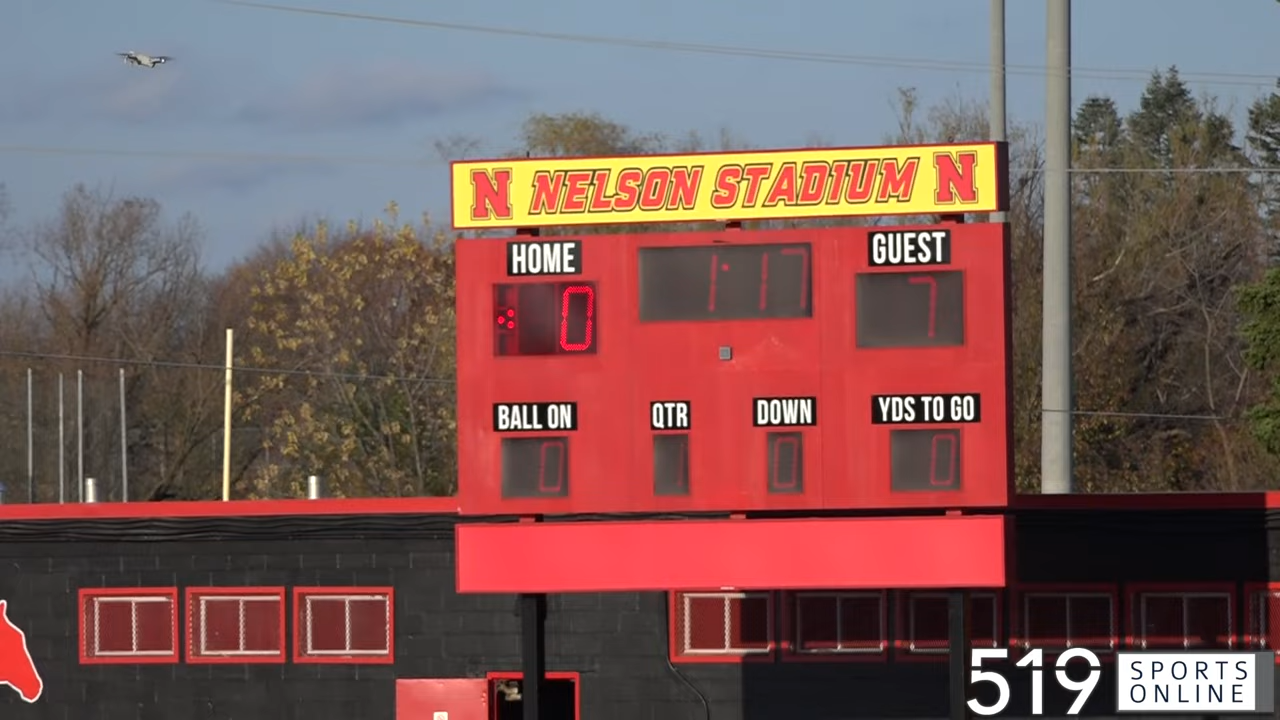 N NELSON STADIUM N
HOME
GUEST
0
1:17
7
BALL ON
QTR
DOWN
YDS TO GO
0
1
0
0
519 SPORTS
ONLINE